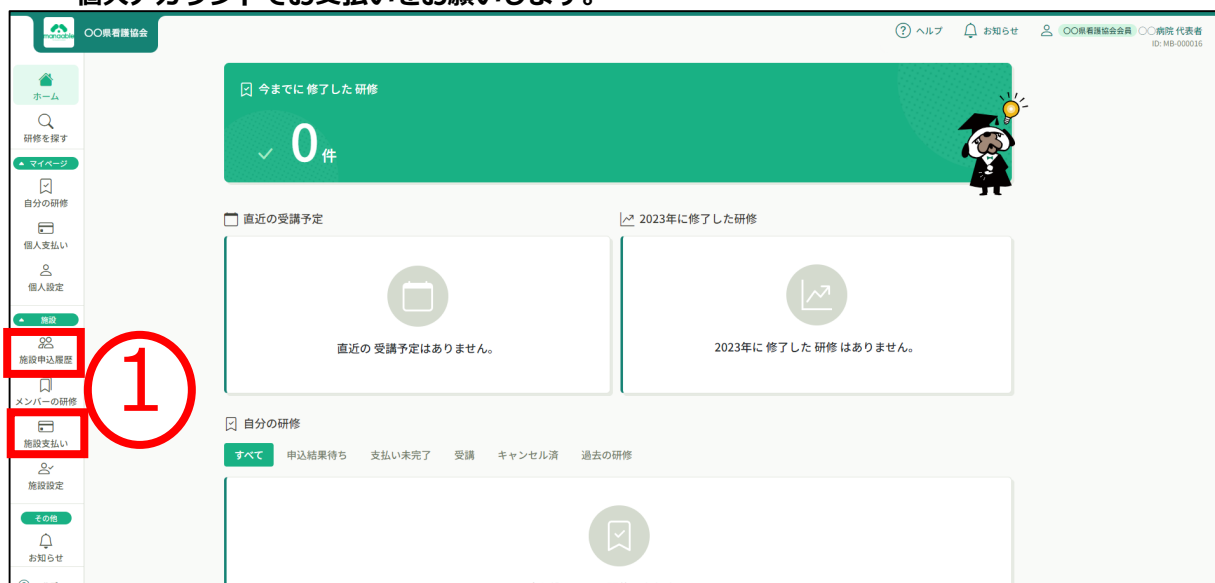 個人アカウントでお支払いをお願いします。
manaable
○○県看護協会
ヘルプ
お知らせ
○○県看護協会会員
○○病院 代表者
ID: MB-000016
ホーム
研修を探す
マイページ
自分の研修
個人支払い
個人設定
施設
施設申込履歴
メンバーの研修
施設支払い
施設設定
その他
お知らせ
1
今までに 修了した 研修
0件
直近の受講予定
直近の 受講予定はありません。
2023年に修了した研修
2023年に 修了した 研修 はありません。
自分の研修
すべて 申込結果待ち 支払い未完了 受講 キャンセル済 過去の研修